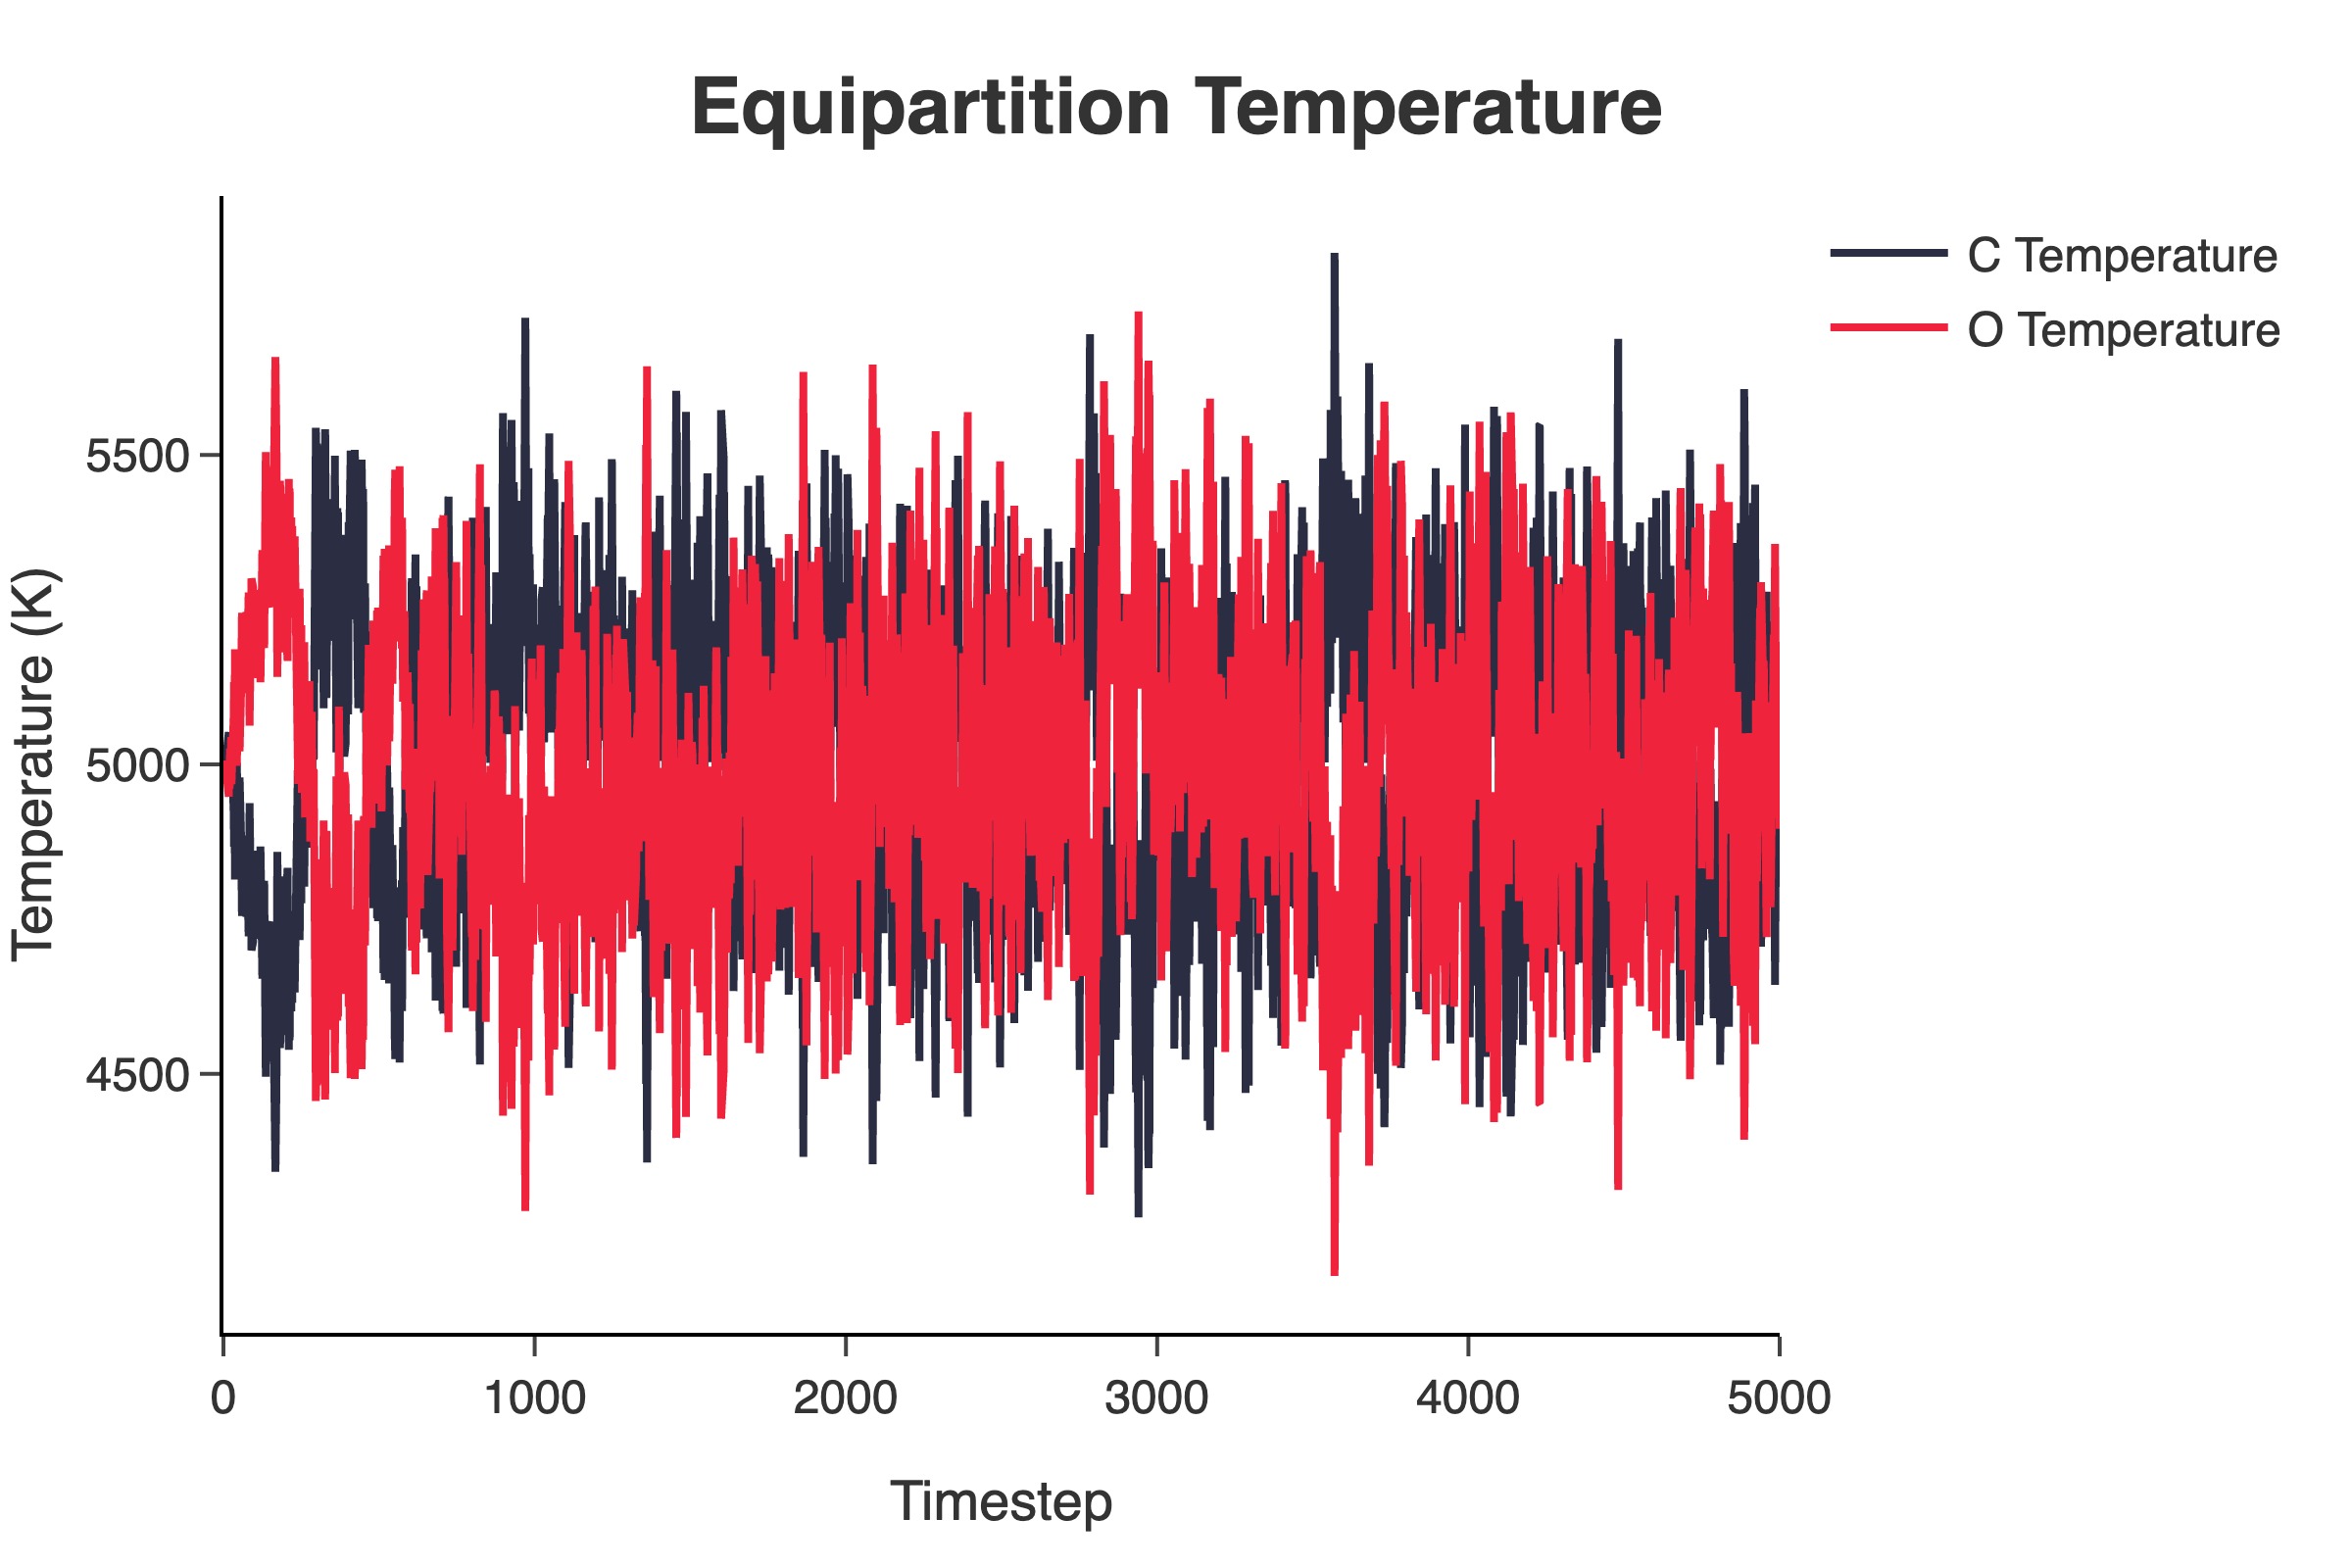 Equipartition Temperature
C Temperature
O Temperature
Temperature (K)
5500
5000
4500
0 1000 2000 3000 4000 5000
Timestep